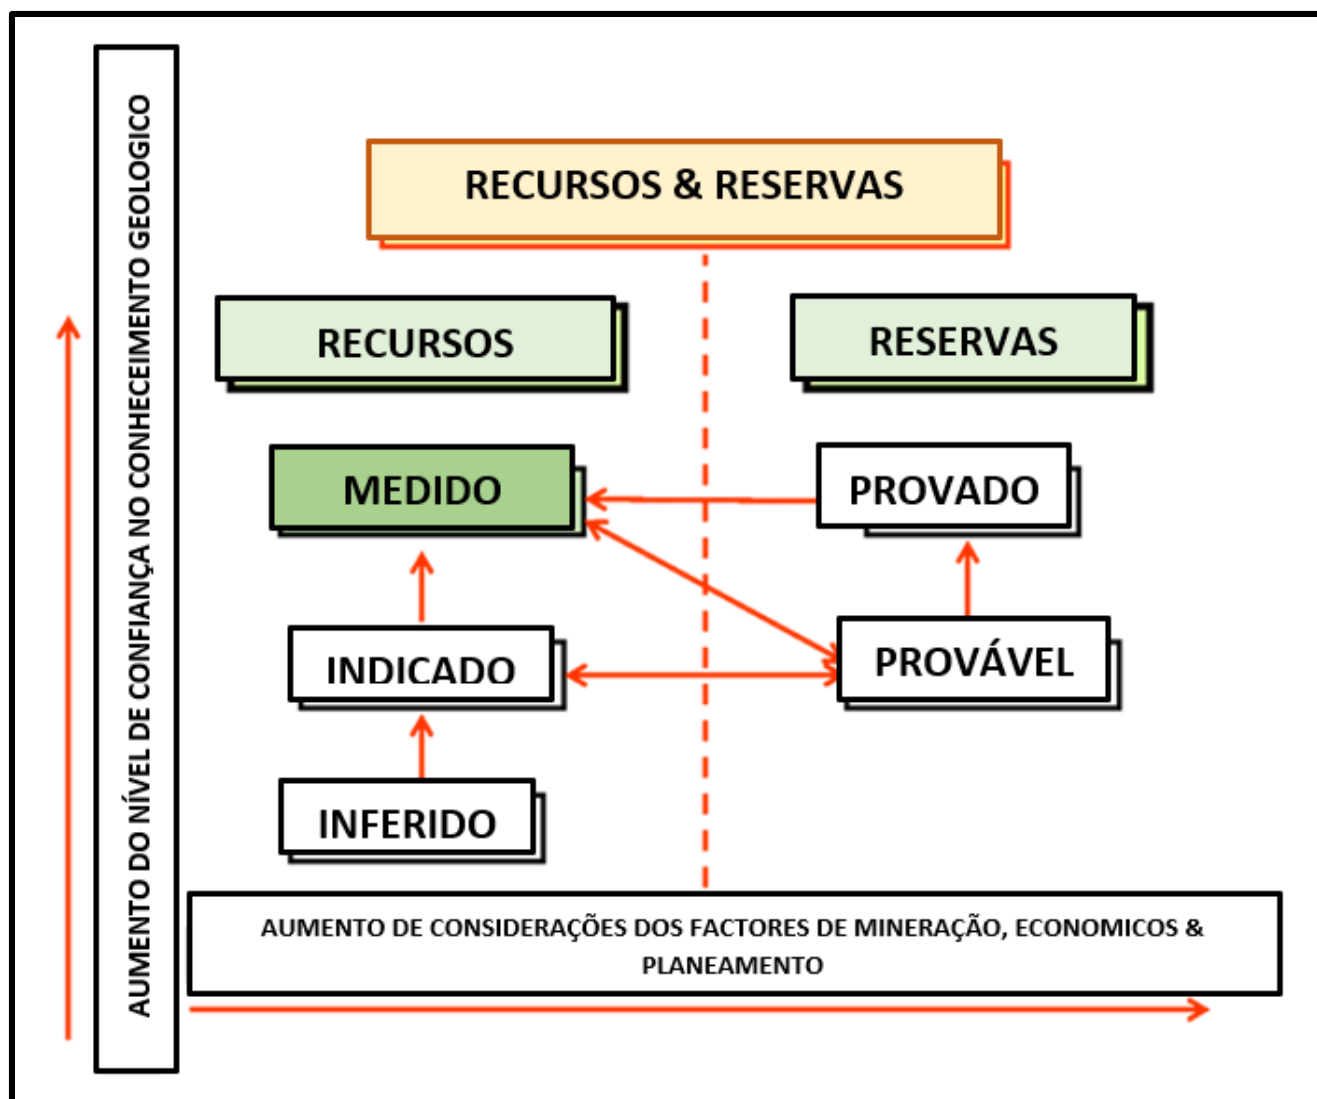 AUMENTO DO NÍVEL DE CONFIANÇA NO CONHECEIMENTO GEOLOGICO
RECURSOS & RESERVAS
RECURSOS
RESERVAS
MEDIDO
PROVADO
INDICADO
PROVÁVEL
INFERIDO
AUMENTO DE CONSIDERAÇÕES DOS FACTORES DE MINERAÇÃO, ECONOMICOS &
PLANEAMENTO